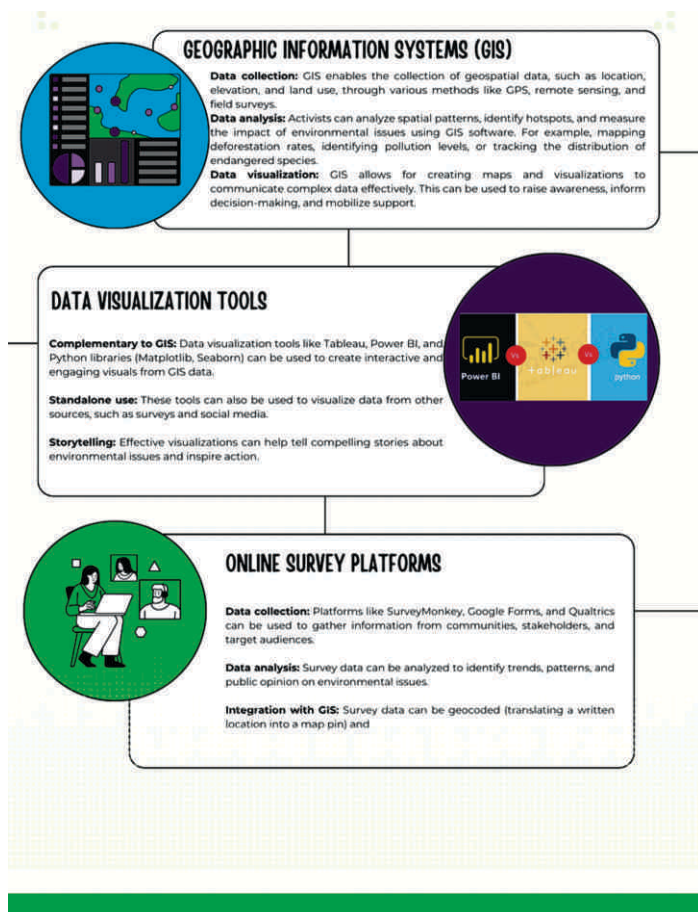 GEOGRAPHIC INFORMATION SYSTEMS (GIS)
Data collection: GIS enables the collection of geospatial data, such as location,
elevation, and land use, through various methods like GPS, remote sensing, and
field surveys.
Data analysis: Activists can analyze spatial patterns, identify hotspots, and measure
the impact of environmental issues using GIS software. For example, mapping
deforestation rates, identifying pollution levels, or tracking the distribution of
endangered species.
Data visualization: GIS allows for creating maps and visualizations to
communicate complex data effectively. This can be used to raise awareness, inform
decision-making, and mobilize support.
DATA VISUALIZATION TOOLS
Complementary to GIS: Data visualization tools like Tableau, Power BI, and
Python libraries (Matplotlib, Seaborn) can be used to create interactive and
engaging visuals from GIS data.
Standalone use: These tools can also be used to visualize data from other
sources, such as surveys and social media.
Storytelling: Effective visualizations can help tell compelling stories about
environmental issues and inspire action.
Power BI
Vs
+ableau
Vs
python
ONLINE SURVEY PLATFORMS
Data collection: Platforms like SurveyMonkey, Google Forms, and Qualtrics
can be used to gather information from communities, stakeholders, and
target audiences.
Data analysis: Survey data can be analyzed to identify trends, patterns, and
public opinion on environmental issues.
Integration with GIS: Survey data can be geocoded (translating a written
location into a map pin) and